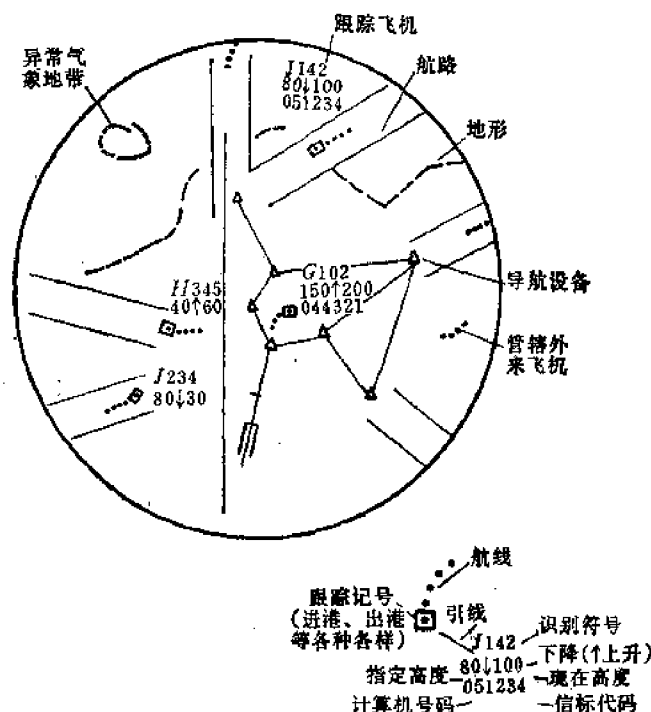 跟踪飞机
异常气
象地带
J142
80↓100
051234
航路
地形
H345
40↑60
G102
150↑200
044321
导航设备
J234
80↓30
管辖外
来飞机
航线
跟踪记号
(进港、出港
等各种各样)
引线
J142
识别符号
80↓100
下降(↑上升)
指定高度
051234
现在高度
计算机号码
信标代码